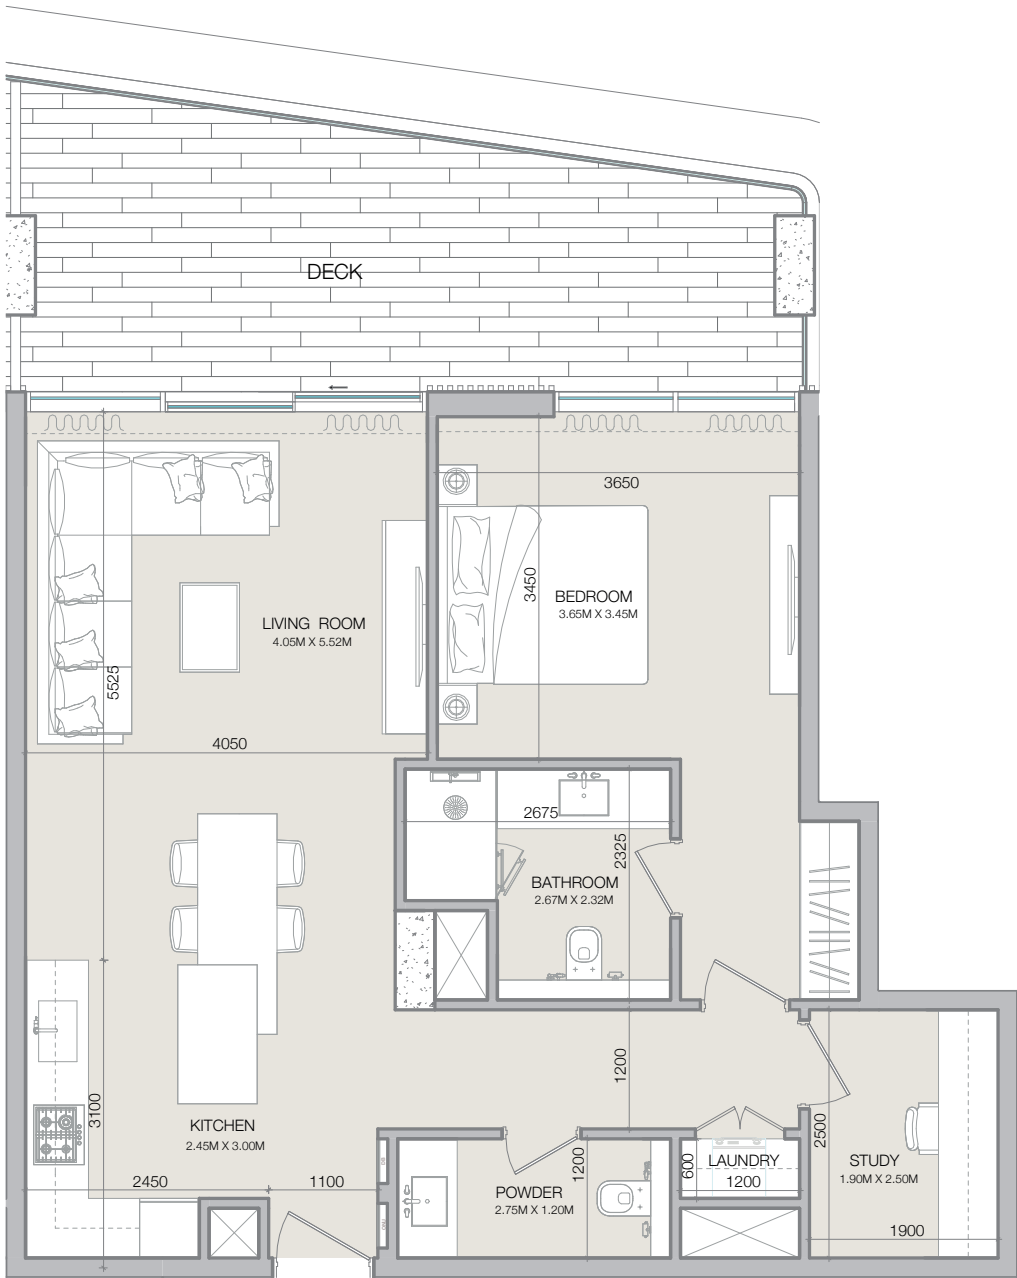 DECK
3650
3450
BEDROOM
3.65M X 3.45M
LIVING ROOM
4.05M X 5.52M
5525
4050
2675
2325
BATHROOM
2.67M X 2.32M
3100
1200
KITCHEN
2.45M X 3.00M
2450
1100
POWDER
2.75M X 1.20M
1200
600
LAUNDRY
1200
2500
STUDY
1.90M X 2.50M
1900